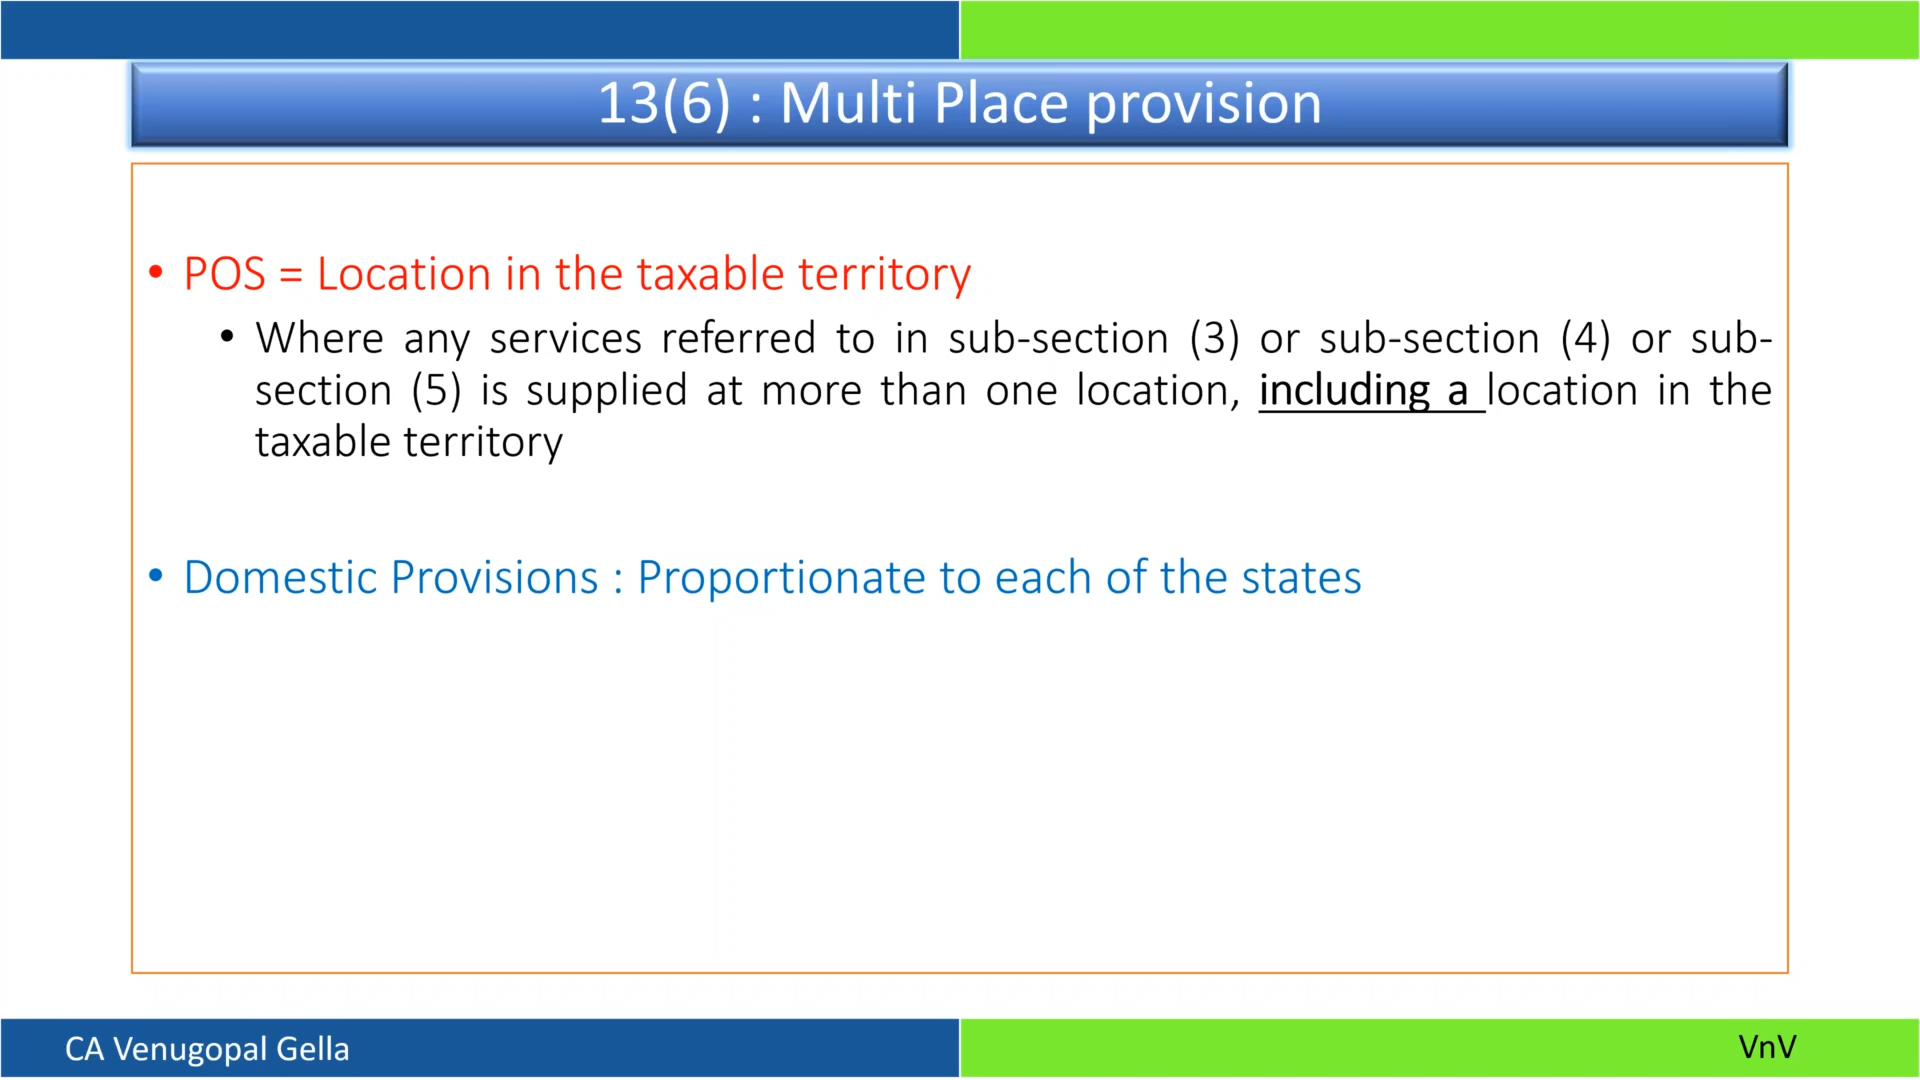 13(6) : Multi Place provision
• POS = Location in the taxable territory
• Where any services referred to in sub-section (3) or sub-section (4) or sub-
section (5) is supplied at more than one location, including a location in the
taxable territory
• Domestic Provisions : Proportionate to each of the states
CA Venugopal Gella
VnV